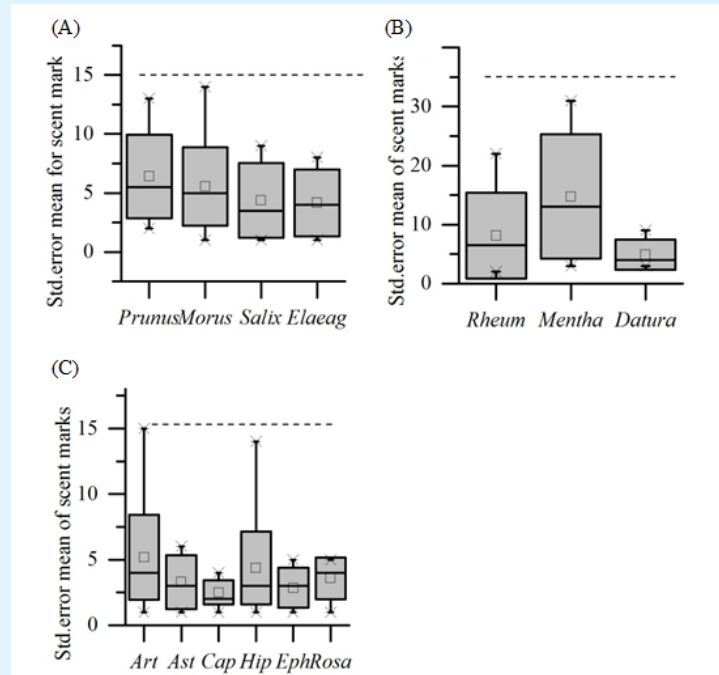 (A)
Std.error mean for scent mark
15
10
5
0
Prunus Morus Salix Elaeag
(B)
Std.error mean of scent marks
30
20
10
0
Rheum Mentha Datura
(C)
Std.error mean of scent marks
15
10
5
0
Art Ast Cap Hip Eph Rosa